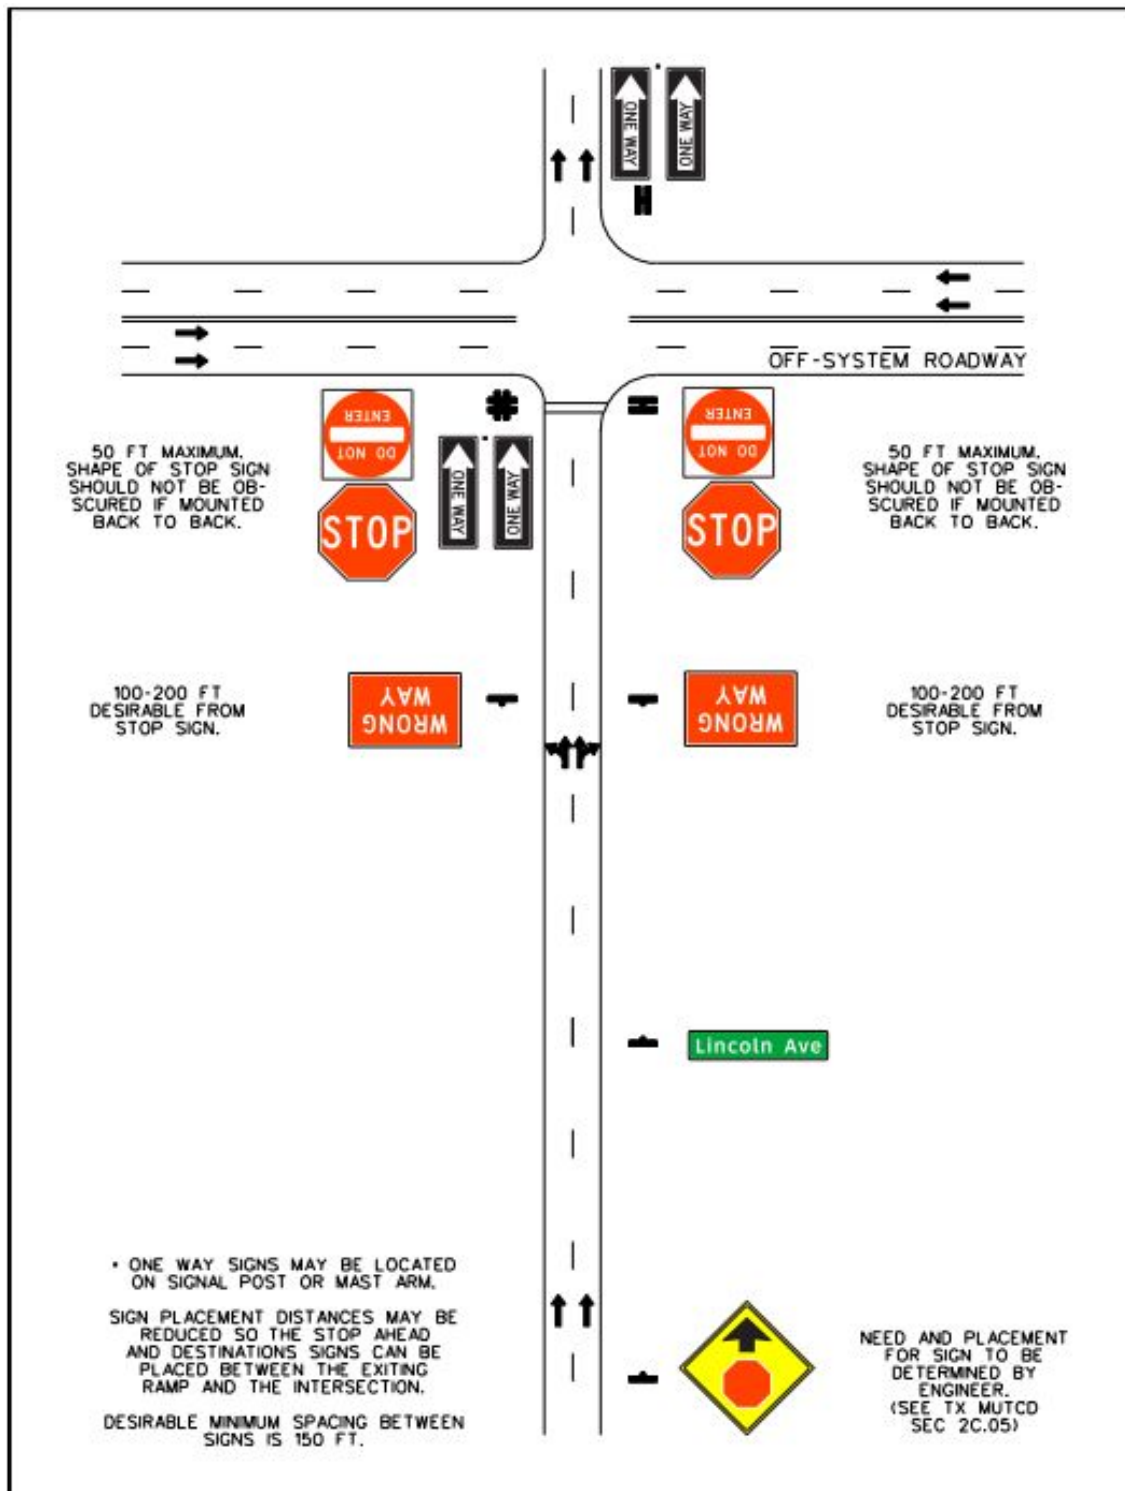 ONE WAY
ONE WAY
OFF-SYSTEM ROADWAY
DO NOT
ENTER
STOP
50 FT MAXIMUM.
SHAPE OF STOP SIGN
SHOULD NOT BE OB-
SCURED IF MOUNTED
BACK TO BACK.
ONE WAY
ONE WAY
DO NOT
ENTER
STOP
50 FT MAXIMUM.
SHAPE OF STOP SIGN
SHOULD NOT BE OB-
SCURED IF MOUNTED
BACK TO BACK.
100-200 FT
DESIRABLE FROM
STOP SIGN.
WRONG
WAY
WRONG
WAY
100-200 FT
DESIRABLE FROM
STOP SIGN.
Lincoln Ave
• ONE WAY SIGNS MAY BE LOCATED
ON SIGNAL POST OR MAST ARM.
SIGN PLACEMENT DISTANCES MAY BE
REDUCED SO THE STOP AHEAD
AND DESTINATIONS SIGNS CAN BE
PLACED BETWEEN THE EXITING
RAMP AND THE INTERSECTION.
DESIRABLE MINIMUM SPACING BETWEEN
SIGNS IS 150 FT.
NEED AND PLACEMENT
FOR SIGN TO BE
DETERMINED BY
ENGINEER.
(SEE TX MUTCD
SEC 2C.05)